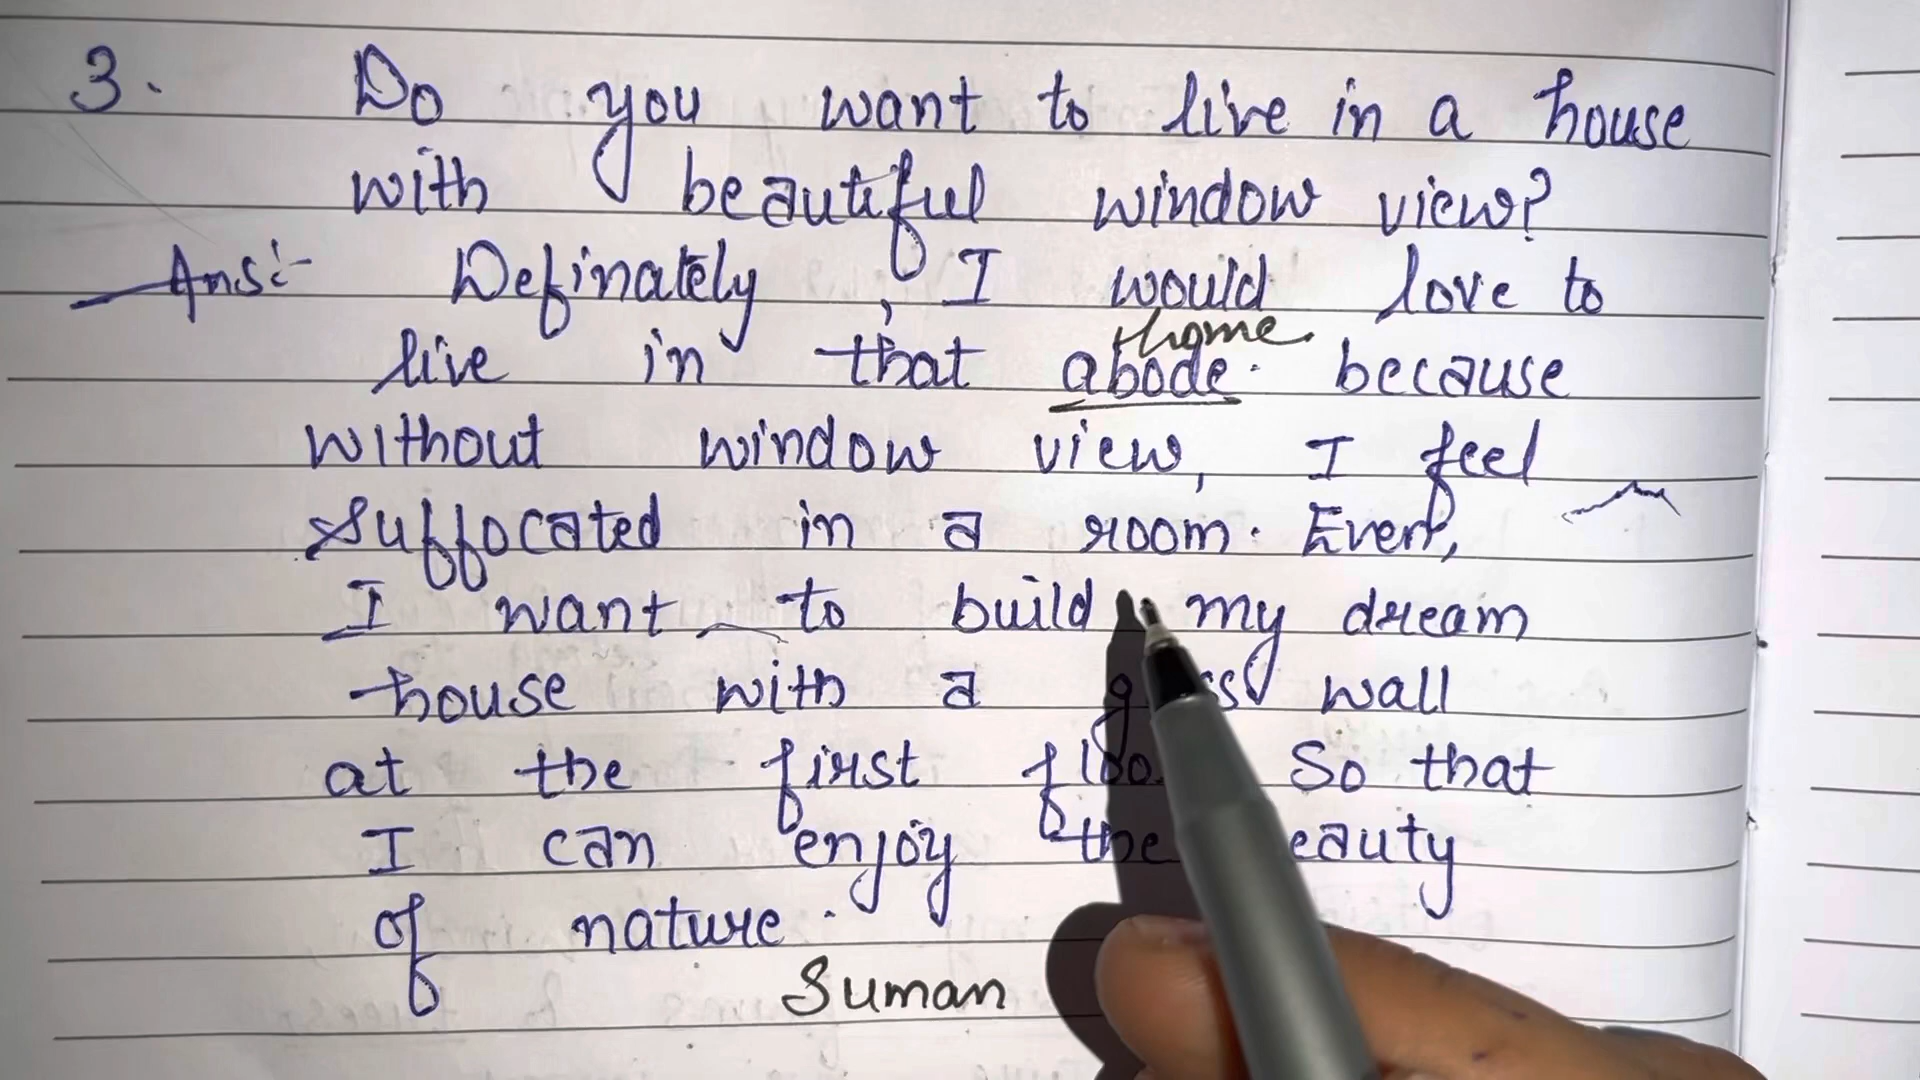 3. Do you want to live in a house
with beautiful window view?
Ans:- Definately, I would love to
home.
live in that abode. because
without window view, I feel
suffocated in a room. Even,
I want to build my dream
house with a wall
at the first So that
I can enjoy the
of nature.
Suman